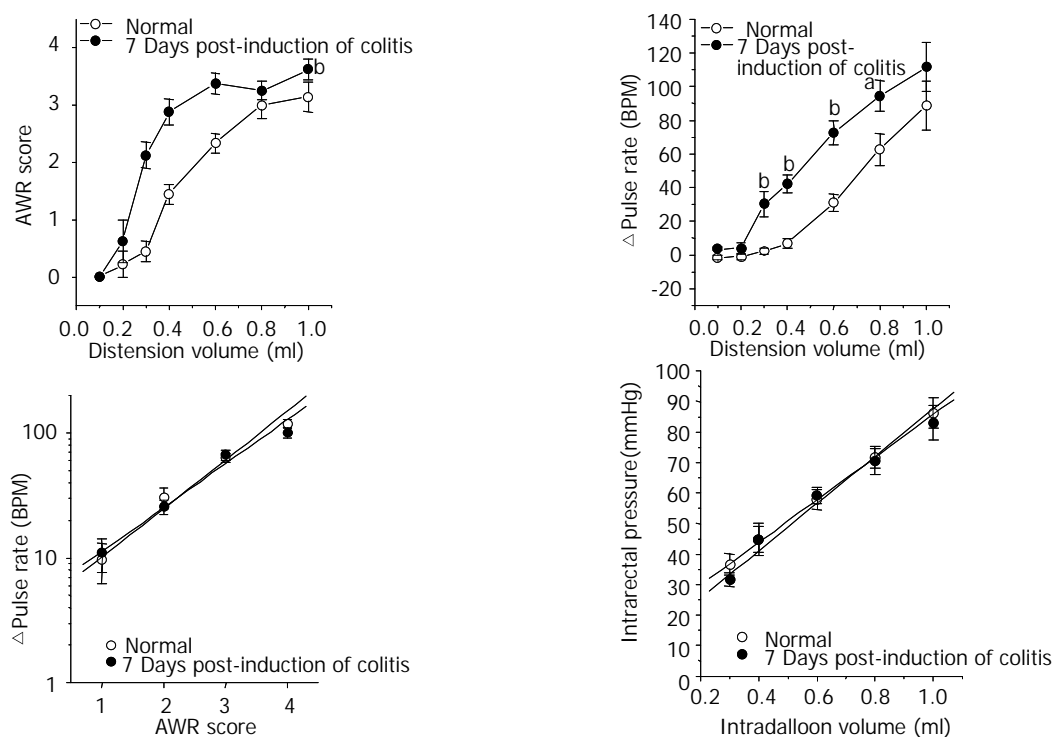 Normal
7 Days post-induction of colitis
4
3
2
1
0
b
AWR score
0.0 0.2 0.4 0.6 0.8 1.0
Distension volume (ml)
Normal
7 Days post-
induction of colitis
140
120
100
80
60
40
20
0
-20
b
b
b
a
△ Pulse rate (BPM)
0.0 0.2 0.4 0.6 0.8 1.0
Distension volume (ml)
100
10
1
△ Pulse rate (BPM)
Normal
7 Days post-induction of colitis
1 2 3 4
AWR score
100
90
80
70
60
50
40
30
20
10
0
Intrarectal pressure(mmHg)
Normal
7 Days post-induction of colitis
0.2 0.4 0.6 0.8 1.0
Intradalloon volume (ml)